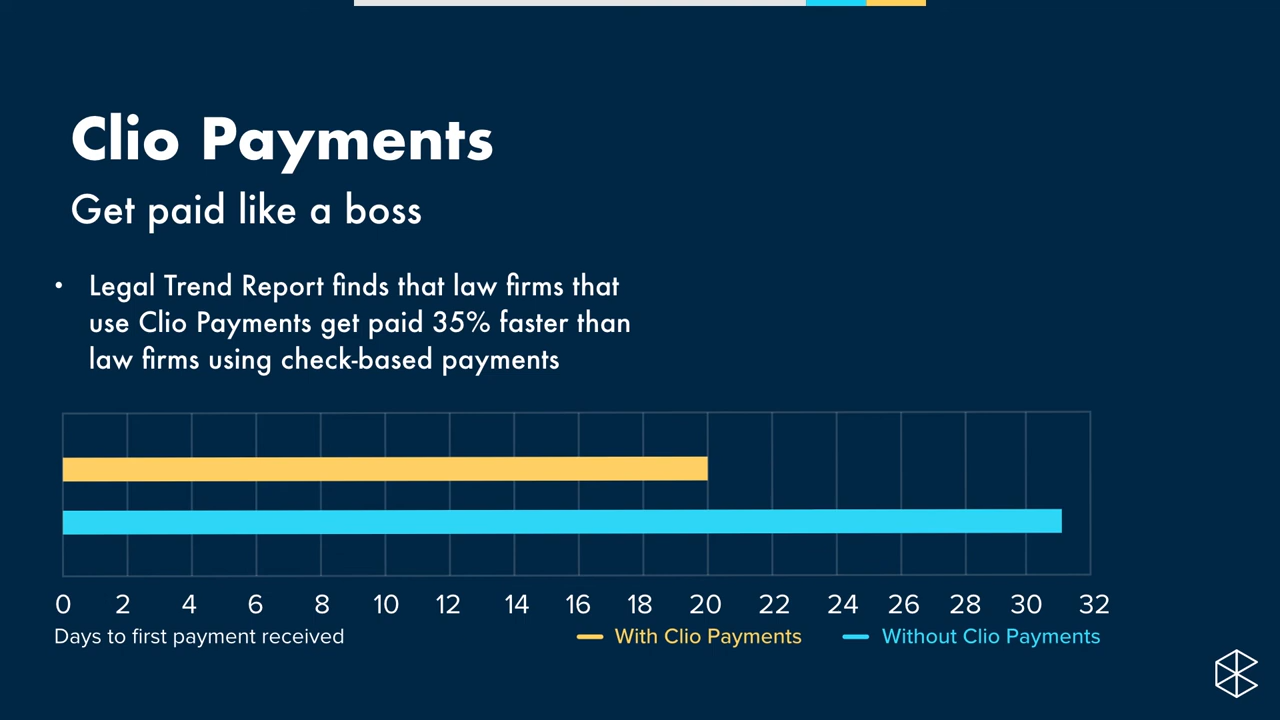 Clio Payments
Get paid like a boss
• Legal Trend Report finds that law firms that
use Clio Payments get paid 35% faster than
law firms using check-based payments
0 2 4 6 8 10 12 14 16 18 20 22 24 26 28 30 32
Days to first payment received With Clio Payments Without Clio Payments